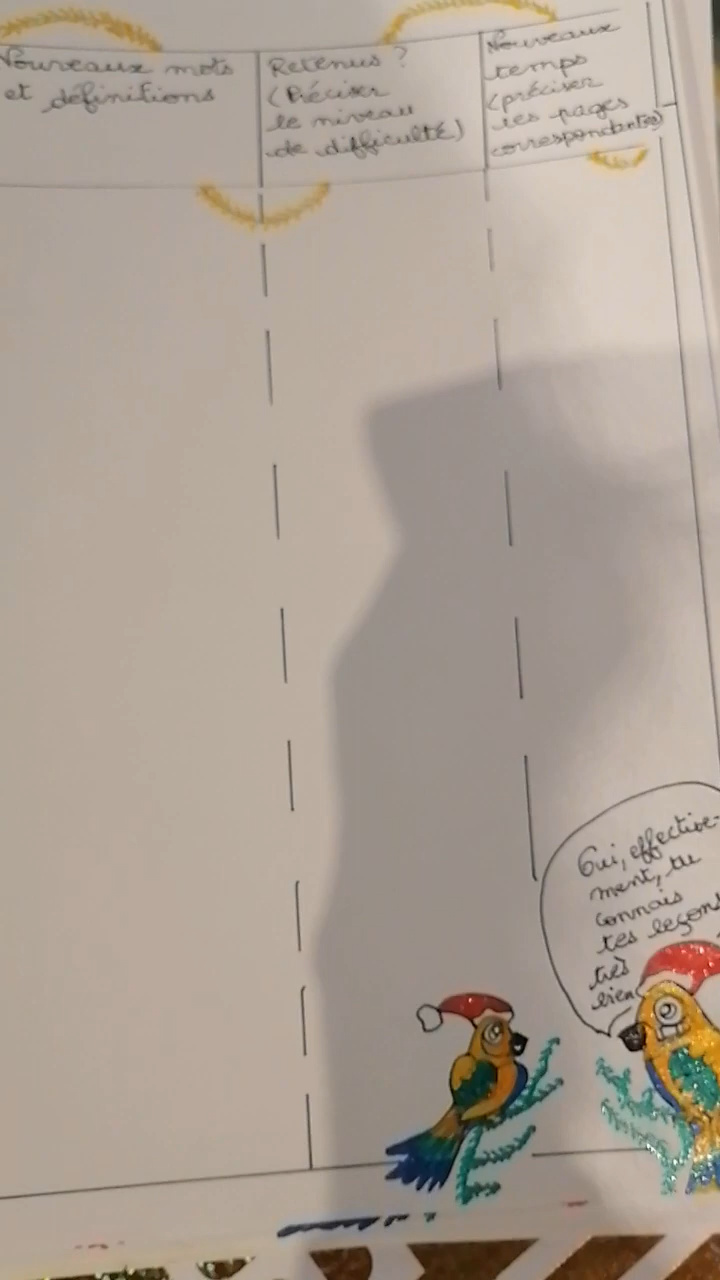 Nouveaux mots
et définitions
Retenus ?
(Préciser
le niveau
de difficulté)
Nouveaux
temps
(préciser
les pages
correspondantes)
Oui, effective-
ment, tu
connais
tes leçons
très
bien